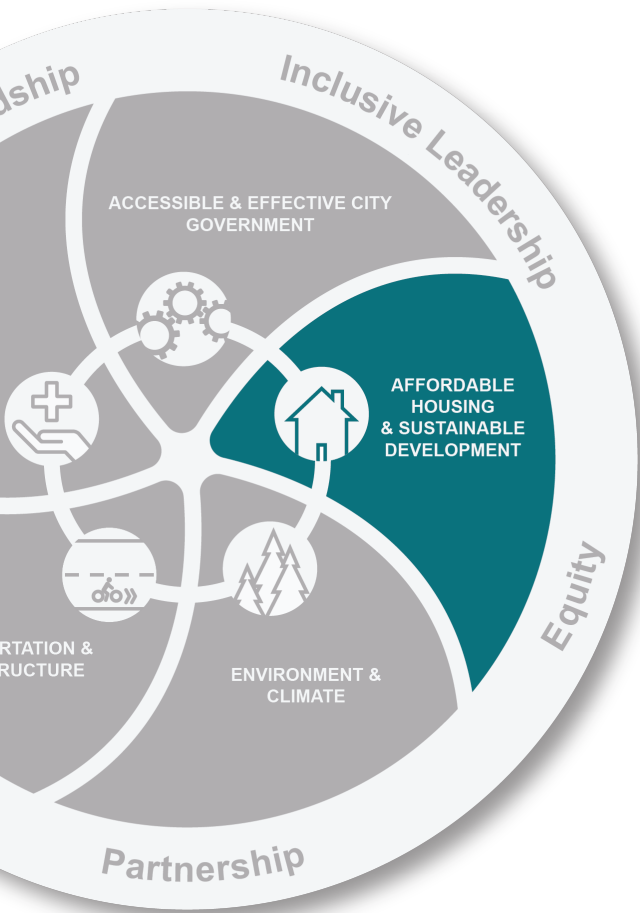 dship
Inclusive Leadership
ACCESSIBLE & EFFECTIVE CITY
GOVERNMENT
AFFORDABLE
HOUSING
& SUSTAINABLE
DEVELOPMENT
Equity
RTATION &
RUCTURE
ENVIRONMENT &
CLIMATE
Partnership